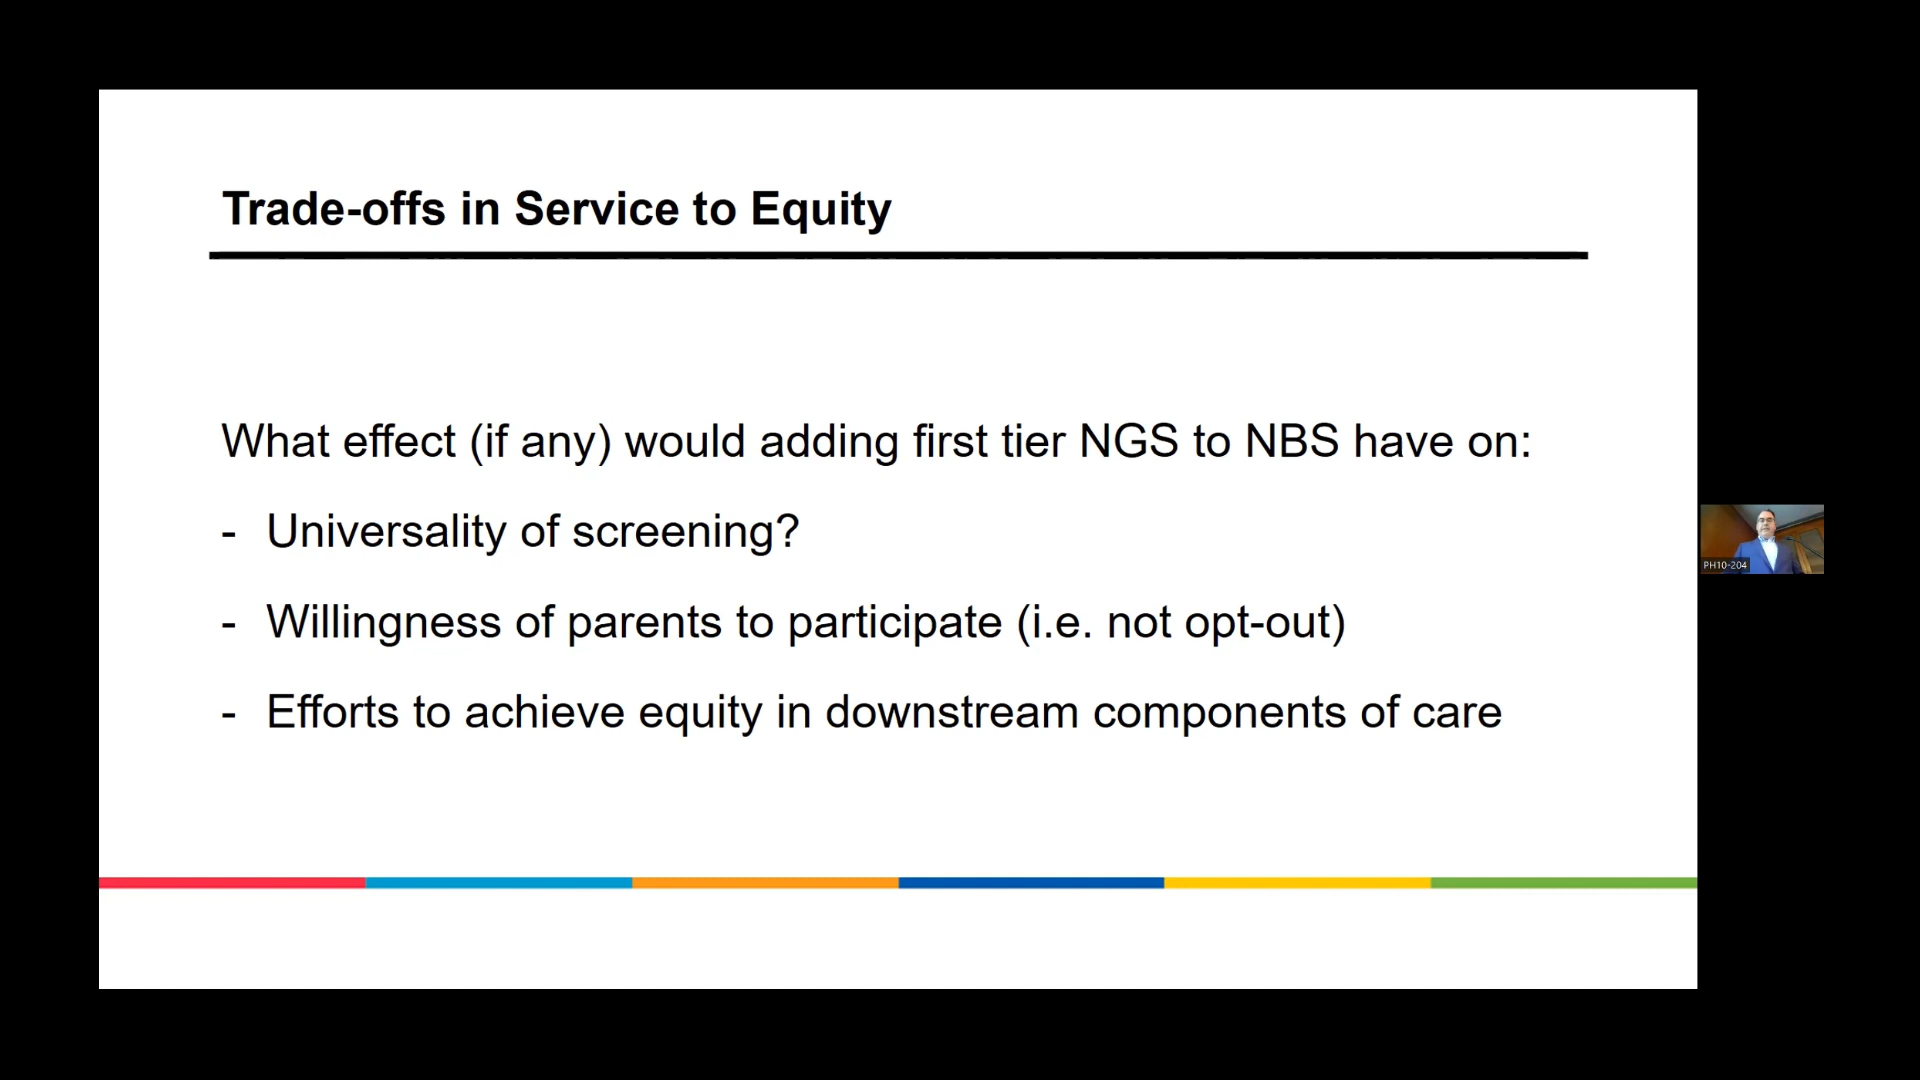 Trade-offs in Service to Equity
What effect (if any) would adding first tier NGS to NBS have on:
- Universality of screening?
- Willingness of parents to participate (i.e. not opt-out)
- Efforts to achieve equity in downstream components of care
PH10-204